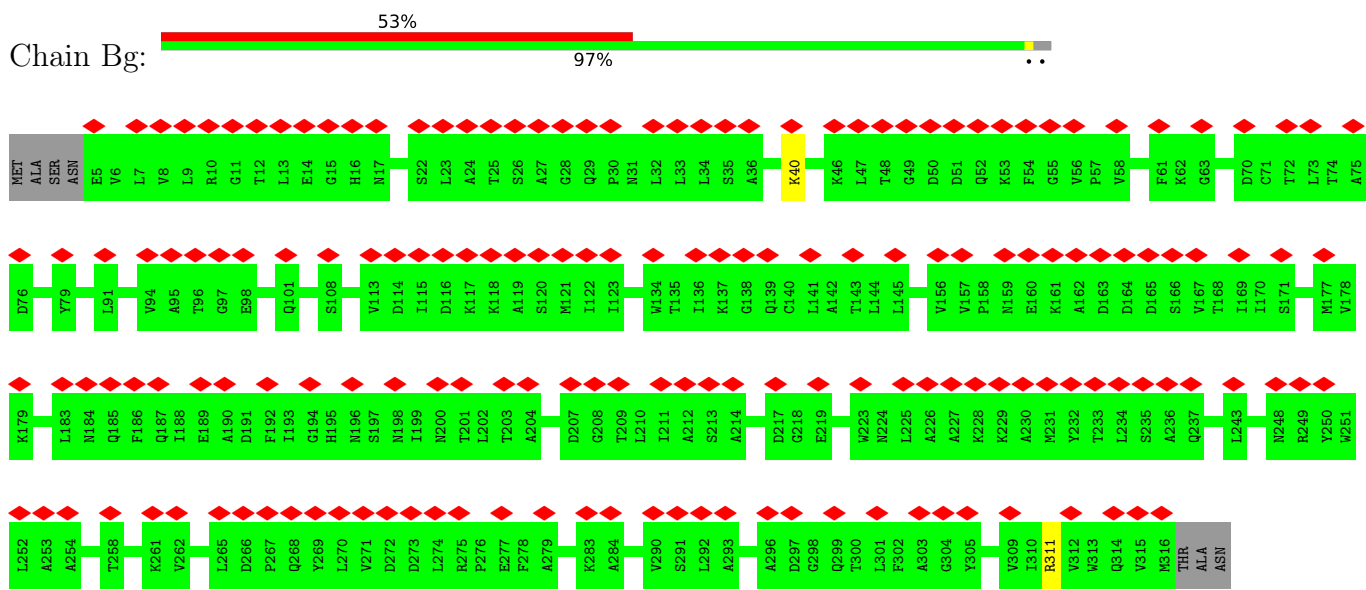 53%
Chain Bg:
97%
• •
MET ALA SER ASN E5 V6 L7 V8 L9 R10 G11 T12 L13 E14 G15 H16 N17 S22 L23 A24 T25 S26 A27 G28 Q29 P30 N31 L32 L33 L34 S35 A36 K40 K46 L47 T48 G49 D50 D51 Q52 K53 F54 G55 V56 P57 V58 F61 K62 G63 D70 C71 T72 L73 T74 A75
D76 Y79 L91 V94 A95 T96 G97 E98 Q101 S108 V113 D114 I115 D116 K117 K118 A119 S120 M121 I122 I123 W134 T135 I136 K137 G138 Q139 C140 L141 A142 T143 L144 L145 V156 V157 P158 N159 E160 K161 A162 D163 D164 D165 S166 V167 T168 I169 I170 S171 M177 V178
K179 L183 N184 Q185 F186 Q187 I188 E189 A190 D191 F192 I193 G194 H195 N196 S197 N198 I199 N200 T201 L202 T203 A204 D207 G208 T209 L210 I211 A212 S213 A214 D217 G218 E219 W223 N224 L225 A226 A227 K228 K229 A230 M231 Y232 T233 L234 S235 A236 Q237 L243 N248 R249 Y250 W251
L252 A253 A254 T258 K261 V262 L265 D266 P267 Q268 Y269 L270 V271 D272 D273 L274 R275 P276 E277 F278 A279 K283 A284 V290 S291 L292 A293 A296 D297 G298 Q299 T300 L301 F302 A303 G304 Y305 V309 I310 R311 V312 W313 Q314 V315 M316 THR ALA ASN